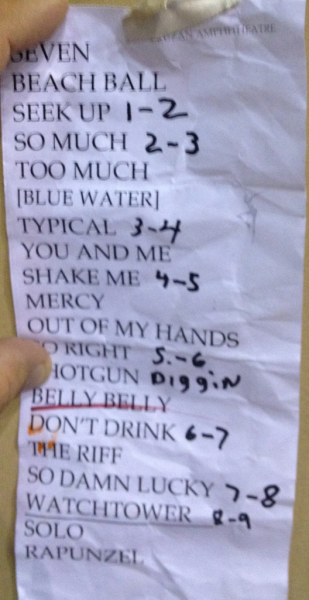 AMPHITHEATRE
SEVEN
BEACH BALL
SEEK UP 1-2
SO MUCH 2-3
TOO MUCH
[BLUE WATER]
TYPICAL 3-4
YOU AND ME
SHAKE ME 4-5
MERCY
OUT OF MY HANDS
SO RIGHT 5.-6
SHOTGUN DiggiN
BELLY BELLY
DON'T DRINK 6-7
THE RIFF
SO DAMN LUCKY 7-8
WATCHTOWER 8-9
SOLO
RAPUNZEL